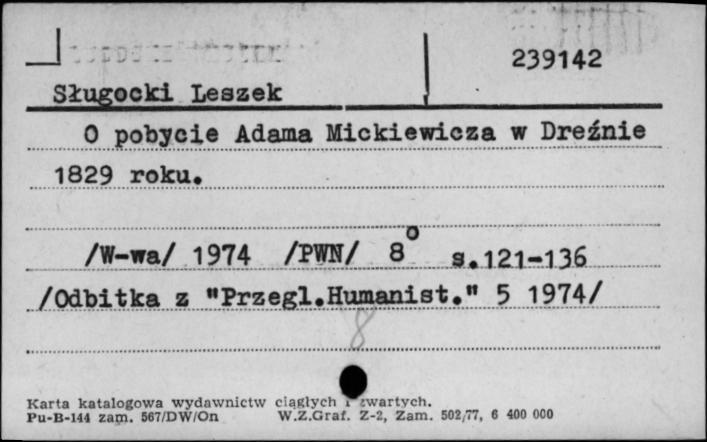 239142
Sługocki Leszek
O pobycie Adama Mickiewicza w Dreźnie
1829 roku.
/W-wa/ 1974 /PWN/ 8° s.121-136
/Odbitka z "Przegl.Humanist." 5 1974/
8
Karta katalogowa wydawnictw ciągłych i zwartych.
Pu-B-144 zam. 567/DW/On W.Z.Graf. Z-2, Zam. 502/77, 6 400 000